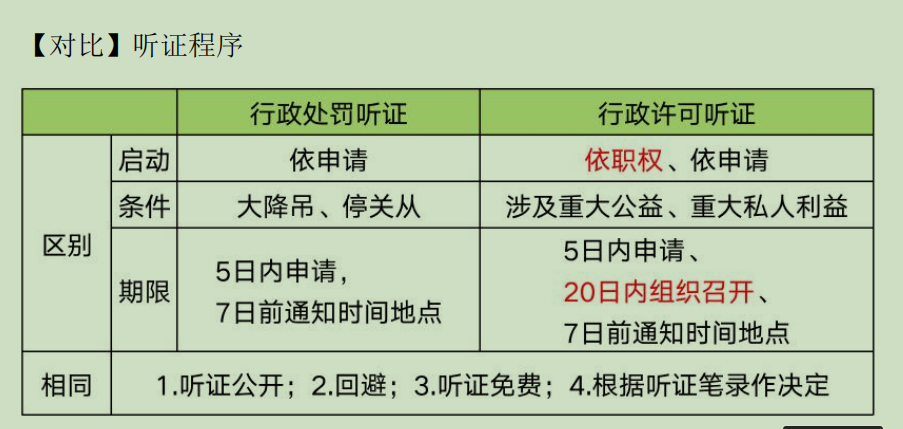 【对比】听证程序
行政处罚听证 行政许可听证
区别 启动 依申请 依职权、依申请
条件 大降吊、停关从 涉及重大公益、重大私人利益
期限 5日内申请, 7日前通知时间地点 5日内申请、 20日内组织召开、 7日前通知时间地点
相同 1.听证公开；2.回避；3.听证免费；4.根据听证笔录作决定